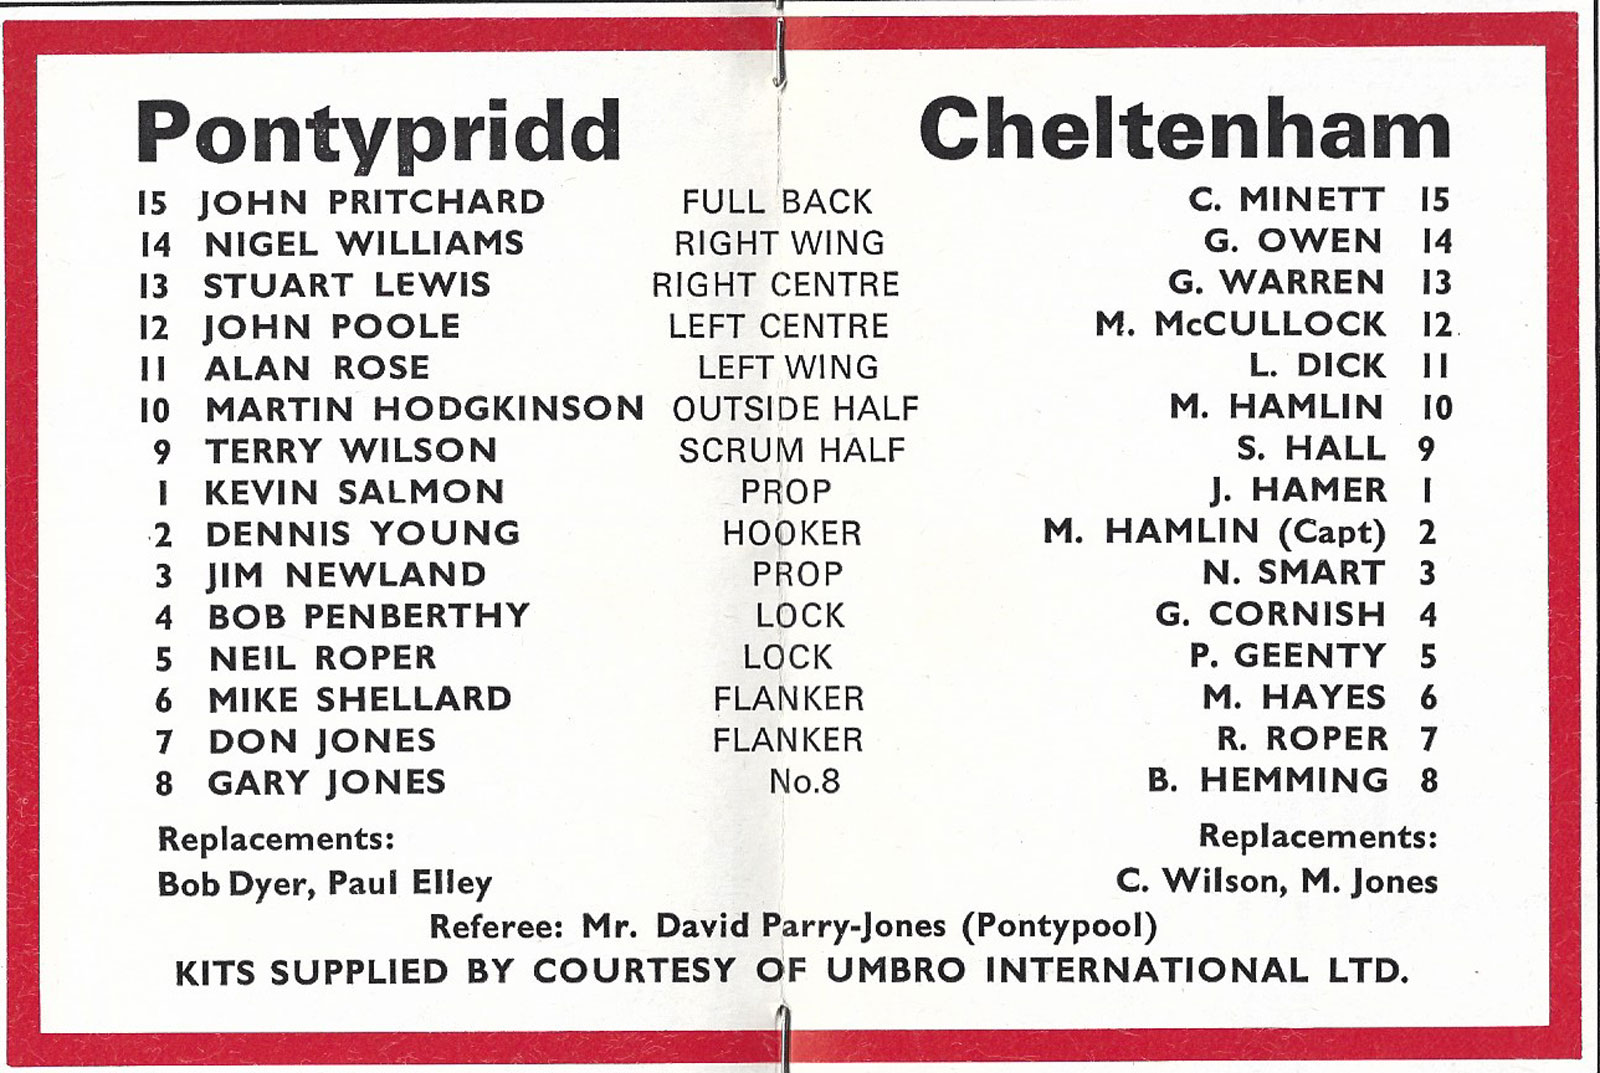 Pontypridd Cheltenham
15 JOHN PRITCHARD FULL BACK C. MINETT 15
14 NIGEL WILLIAMS RIGHT WING G. OWEN 14
13 STUART LEWIS RIGHT CENTRE G. WARREN 13
12 JOHN POOLE LEFT CENTRE M. McCULLOCK 12
11 ALAN ROSE LEFT WING L. DICK 11
10 MARTIN HODGKINSON OUTSIDE HALF M. HAMLIN 10
9 TERRY WILSON SCRUM HALF S. HALL 9
1 KEVIN SALMON PROP J. HAMER 1
2 DENNIS YOUNG HOOKER M. HAMLIN (Capt) 2
3 JIM NEWLAND PROP N. SMART 3
4 BOB PENBERTHY LOCK G. CORNISH 4
5 NEIL ROPER LOCK P. GEENTY 5
6 MIKE SHELLARD FLANKER M. HAYES 6
7 DON JONES FLANKER R. ROPER 7
8 GARY JONES No.8 B. HEMMING 8
Replacements: Replacements:
Bob Dyer, Paul Elley C. Wilson, M. Jones
Referee: Mr. David Parry-Jones (Pontypool)
KITS SUPPLIED BY COURTESY OF UMBRO INTERNATIONAL LTD.